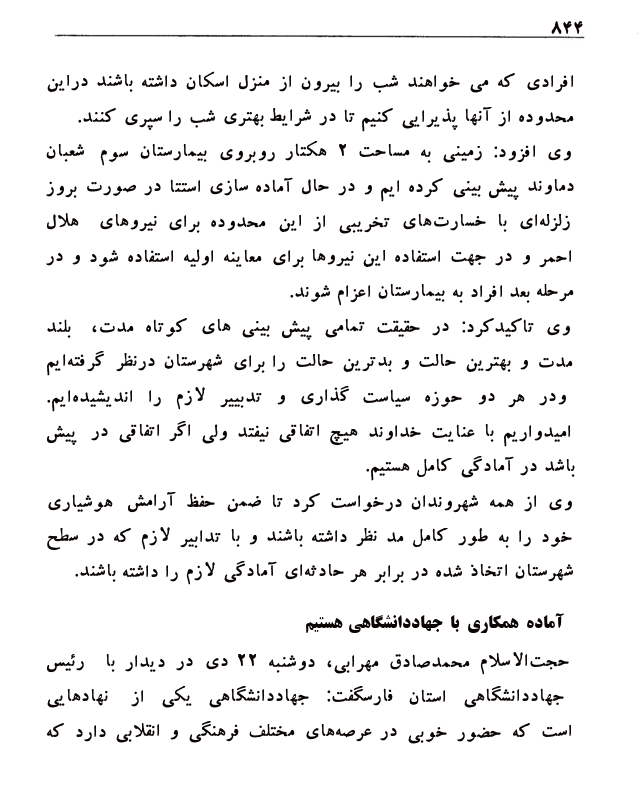 ۸۴۴
افرادی که می خواهند شب را بیرون از منزل اسکان داشته باشند دراین
محدوده از آنها پذیرایی کنیم تا در شرایط بهتری شب را سپری کنند.
وی افزود: زمینی به مساحت ۲ هکتار روبروی بیمارستان سوم شعبان
دماوند پیش بینی کرده ایم و در حال آماده سازی استتا در صورت بروز
زلزله‌ای با خسارت‌های تخریبی از این محدوده برای نیروهای هلال
احمر و در جهت استفاده این نیروها برای معاینه اولیه استفاده شود و در
مرحله بعد افراد به بیمارستان اعزام شوند.
وی تاکیدکرد: در حقیقت تمامی پیش بینی های کوتاه مدت، بلند
مدت و بهترین حالت و بدترین حالت را برای شهرستان درنظر گرفته‌ایم
ودر هر دو حوزه سیاست گذاری و تدبییر لازم را اندیشیده‌ایم.
امیدواریم با عنایت خداوند هیچ اتفاقی نیفتد ولی اگر اتفاقی در پیش
باشد در آمادگی کامل هستیم.
وی از همه شهروندان درخواست کرد تا ضمن حفظ آرامش هوشیاری
خود را به طور کامل مد نظر داشته باشند و با تدابیر لازم که در سطح
شهرستان اتخاذ شده در برابر هر حادثه‌ای آمادگی لازم را داشته باشند.
آماده همکاری با جهاددانشگاهی هستیم
حجت‌الاسلام محمدصادق مهرابی، دوشنبه ۲۲ دی در دیدار با رئیس
جهاددانشگاهی استان فارسگفت: جهاددانشگاهی یکی از نهادهایی
است که حضور خوبی در عرصه‌های مختلف فرهنگی و انقلابی دارد که